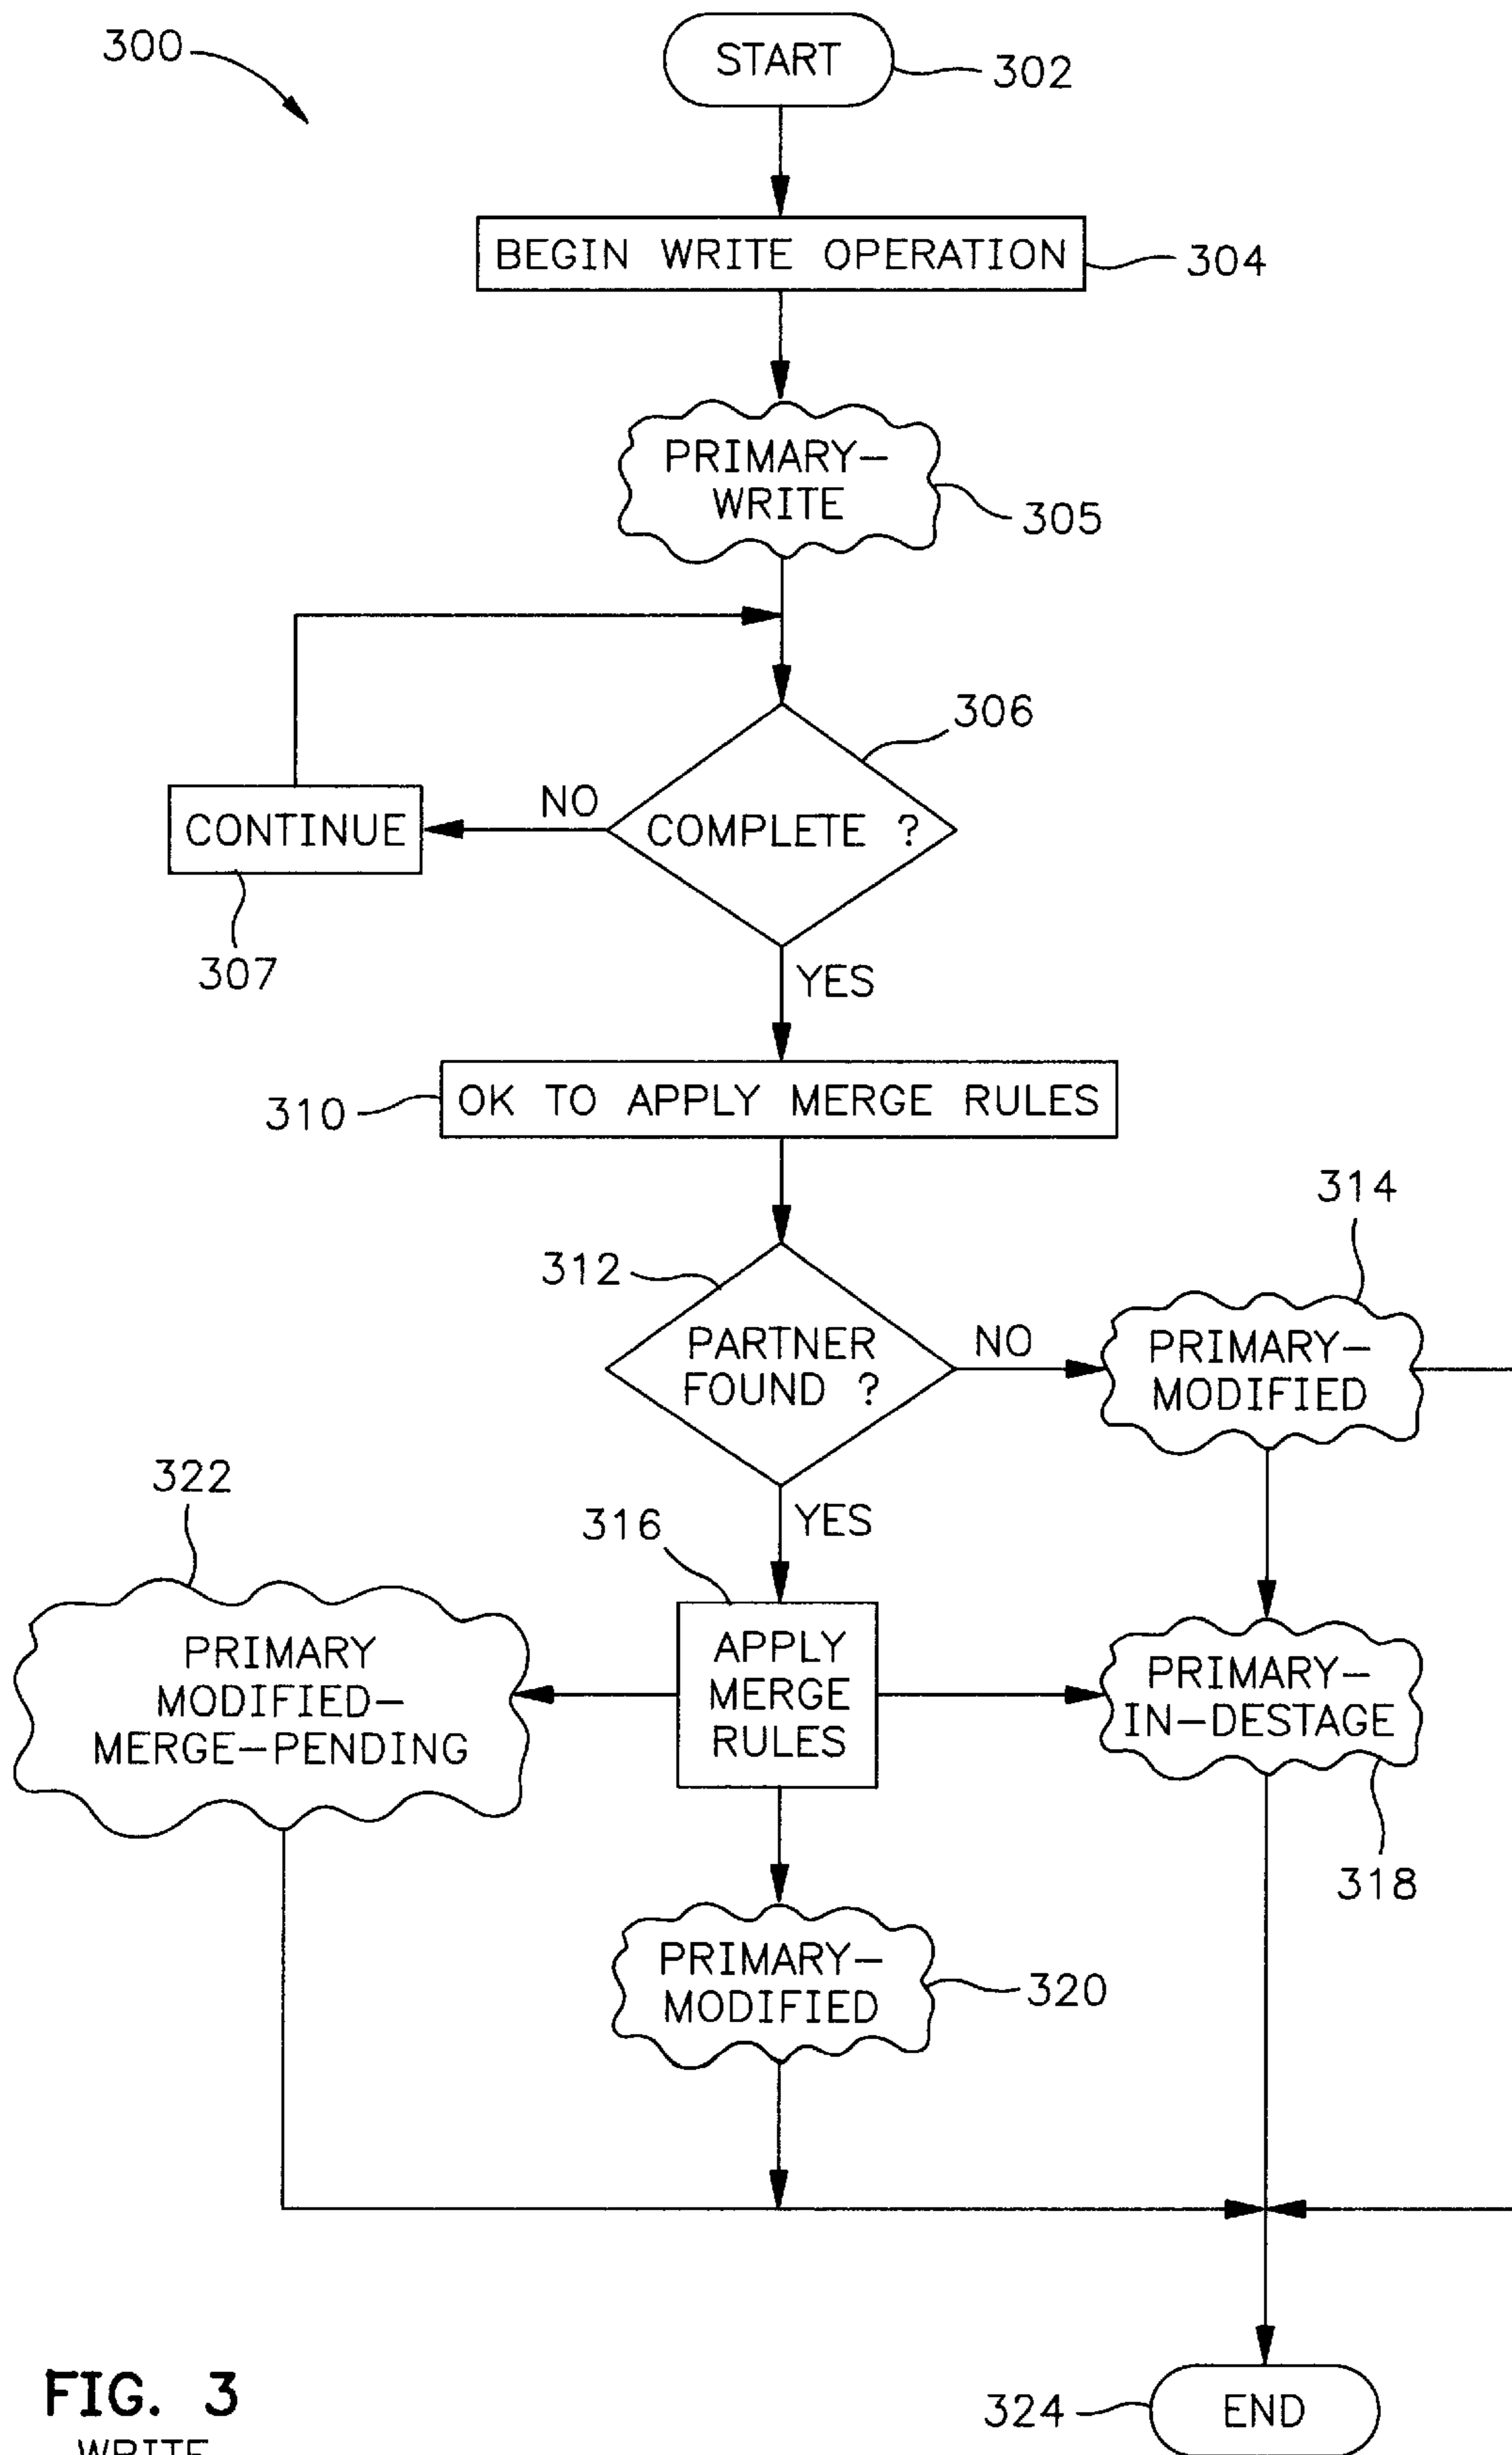 300
START
302
BEGIN WRITE OPERATION
304
PRIMARY-
WRITE
305
306
NO
COMPLETE ?
CONTINUE
307
YES
310
OK TO APPLY MERGE RULES
314
312
PARTNER
FOUND ?
NO
PRIMARY-
MODIFIED
322
316
YES
PRIMARY
MODIFIED-
MERGE-PENDING
APPLY
MERGE
RULES
PRIMARY-
IN-DESTAGE
318
PRIMARY-
MODIFIED
320
FIG. 3
WRITE
324
END